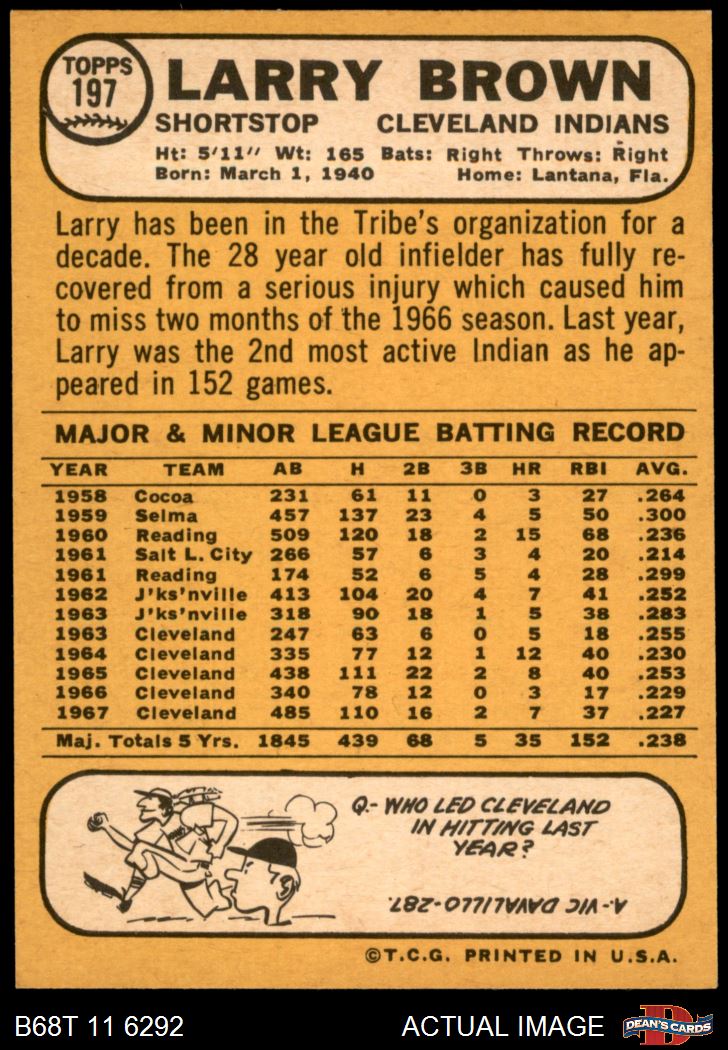 TOPPS
197
LARRY BROWN
SHORTSTOP CLEVELAND INDIANS
Ht: 5'11" Wt: 165 Bats: Right Throws: Right
Born: March 1, 1940 Home: Lantana, Fla.
Larry has been in the Tribe's organization for a
decade. The 28 year old infielder has fully re-
covered from a serious injury which caused him
to miss two months of the 1966 season. Last year,
Larry was the 2nd most active Indian as he ap-
peared in 152 games.
MAJOR & MINOR LEAGUE BATTING RECORD
YEAR TEAM AB H 2B 3B HR RBI AVG.
1958 Cocoa 231 61 11 0 3 27 .264
1959 Selma 457 137 23 4 5 50 .300
1960 Reading 509 120 18 2 15 68 .236
1961 Salt L. City 266 57 6 3 4 20 .214
1961 Reading 174 52 6 5 4 28 .299
1962 J'ks'nville 413 104 20 4 7 41 .252
1963 J'ks'nville 318 90 18 1 5 38 .283
1963 Cleveland 247 63 6 0 5 18 .255
1964 Cleveland 335 77 12 1 12 40 .230
1965 Cleveland 438 111 22 2 8 40 .253
1966 Cleveland 340 78 12 0 3 17 .229
1967 Cleveland 485 110 16 2 7 37 .227
Maj. Totals 5 Yrs. 1845 439 68 5 35 152 .238
Q.- WHO LED CLEVELAND
IN HITTING LAST
YEAR?
A.-VIC DAVALILLO-.287.
©T.C.G. PRINTED IN U.S.A.
B68T 11 6292 ACTUAL IMAGE
D
DEAN'S CARDS